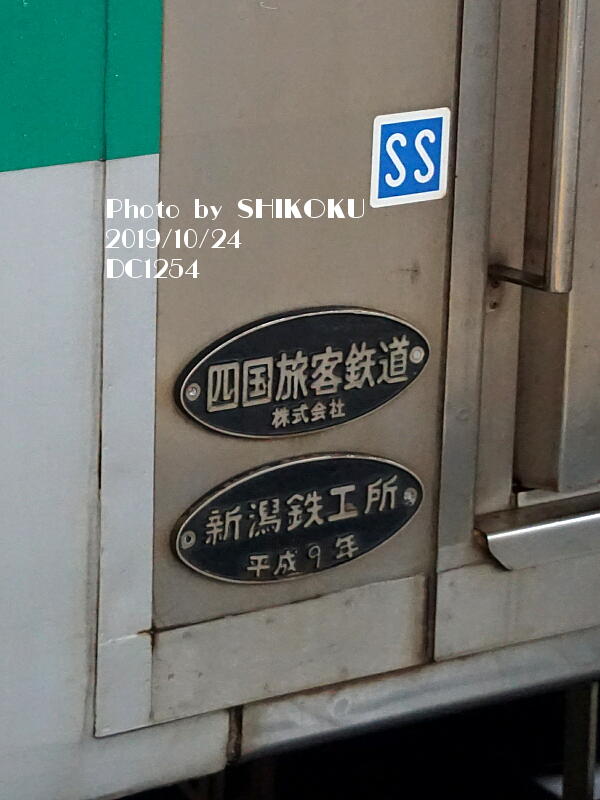 SS
Photo by SHIKOKU
2019/10/24
DC1254
四国旅客鉄道
株式会社
新潟鉄工所
平成9年